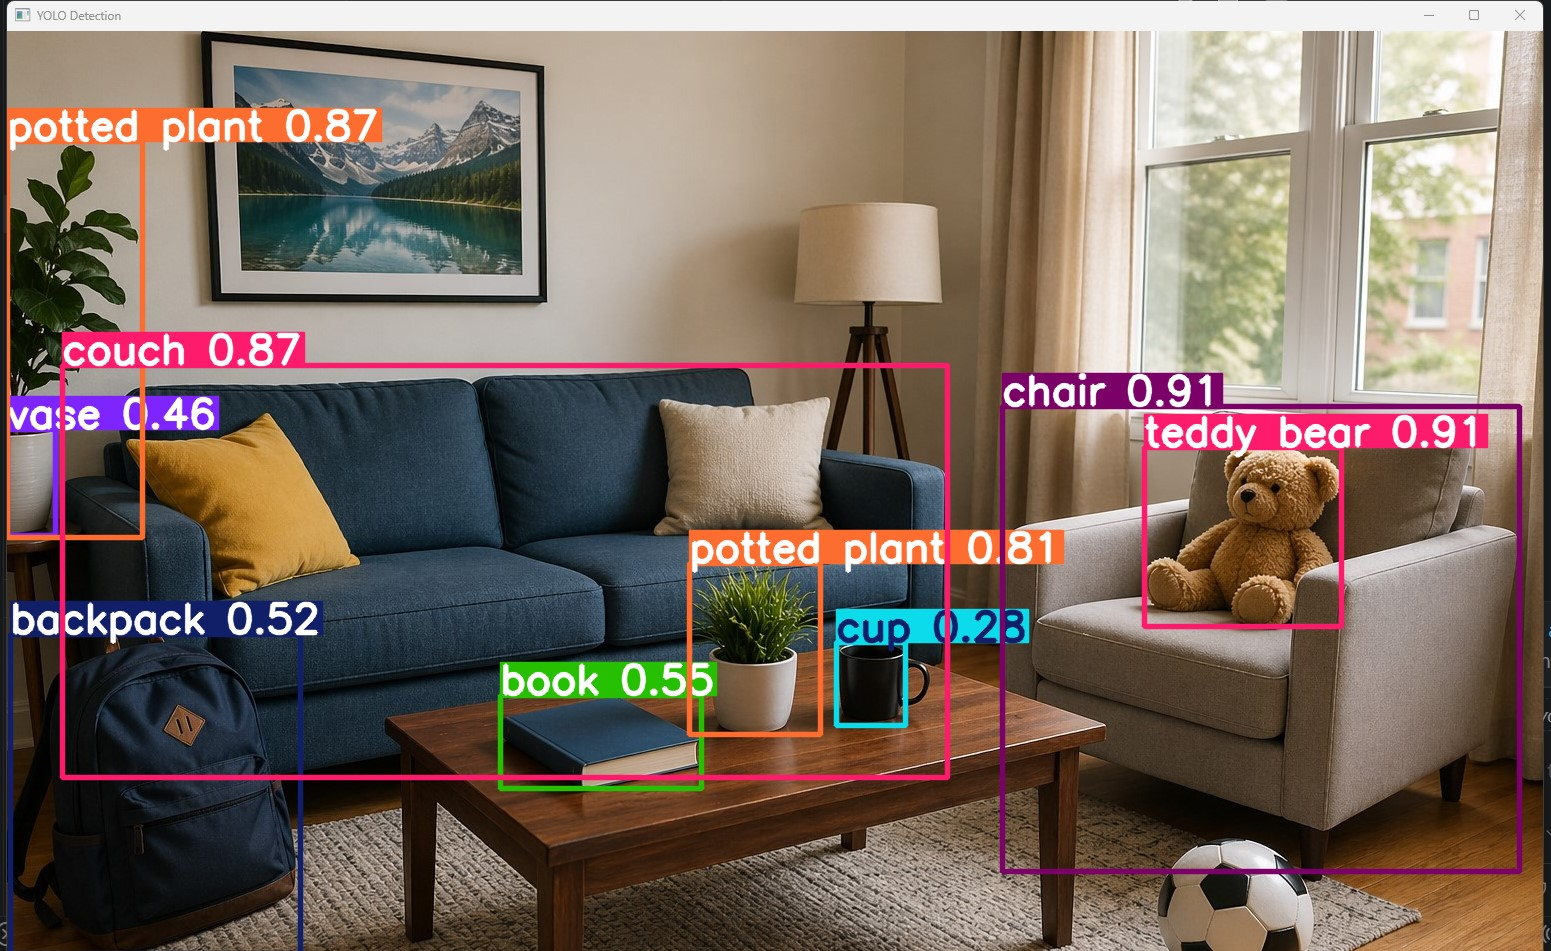 YOLO Detection
potted plant 0.87
couch 0.87
chair 0.91
vase 0.46
teddy bear 0.91
potted plant 0.81
backpack 0.52
cup 0.28
book 0.55